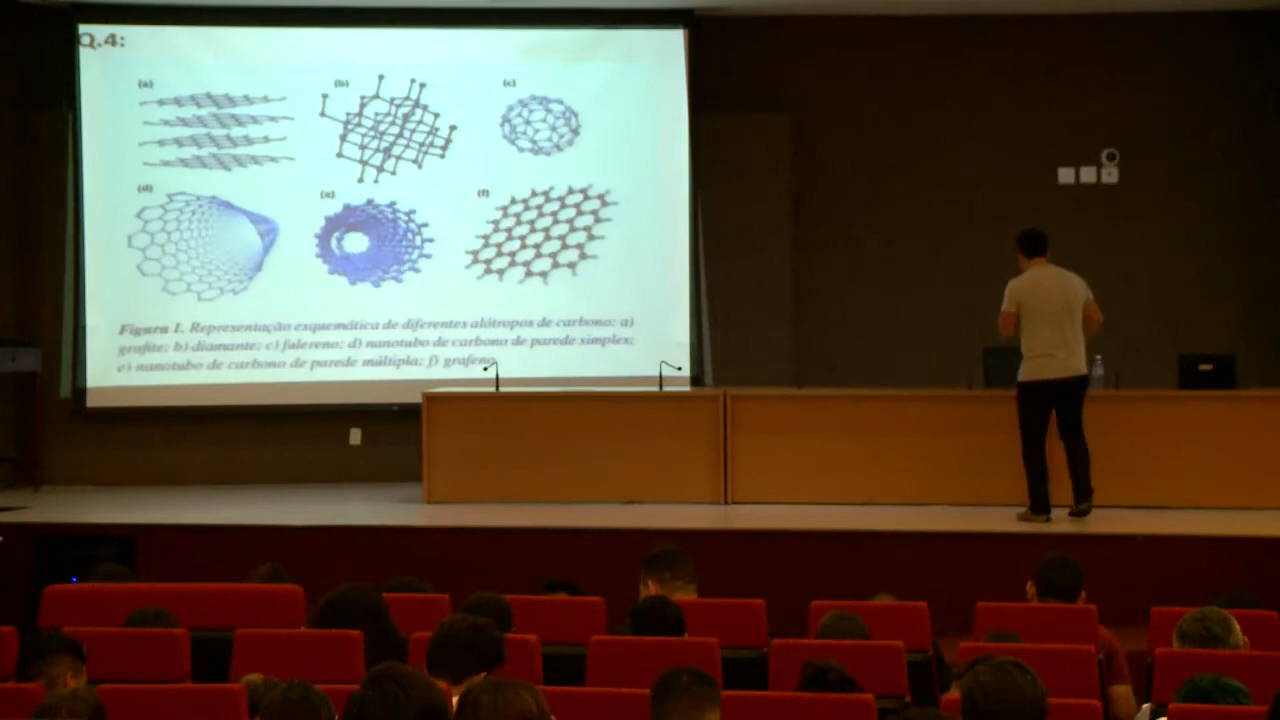 Q.4:
(a) (b) (c)
(d) (e) (f)
Figura 1. Representação esquemática de diferentes alótropos de carbono: a)
grafite; b) diamante; c) fulereno; d) nanotubo de carbono de parede simples;
e) nanotubo de carbono de parede múltipla; f) grafeno